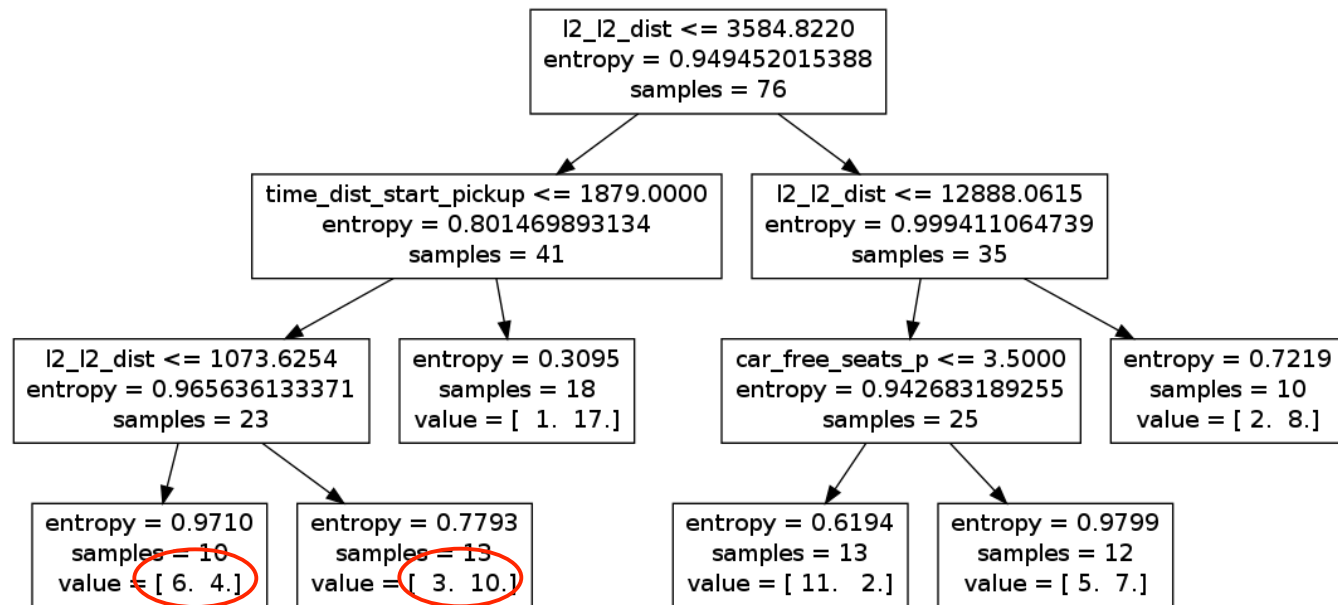 l2_l2_dist <= 3584.8220
entropy = 0.949452015388
samples = 76
time_dist_start_pickup <= 1879.0000
entropy = 0.801469893134
samples = 41
l2_l2_dist <= 12888.0615
entropy = 0.999411064739
samples = 35
l2_l2_dist <= 1073.6254
entropy = 0.965636133371
samples = 23
entropy = 0.3095
samples = 18
value = [ 1. 17.]
car_free_seats_p <= 3.5000
entropy = 0.942683189255
samples = 25
entropy = 0.7219
samples = 10
value = [ 2. 8.]
entropy = 0.9710
samples = 10
value = [ 6. 4.]
entropy = 0.7793
samples = 13
value = [ 3. 10.]
entropy = 0.6194
samples = 13
value = [ 11. 2.]
entropy = 0.9799
samples = 12
value = [ 5. 7.]